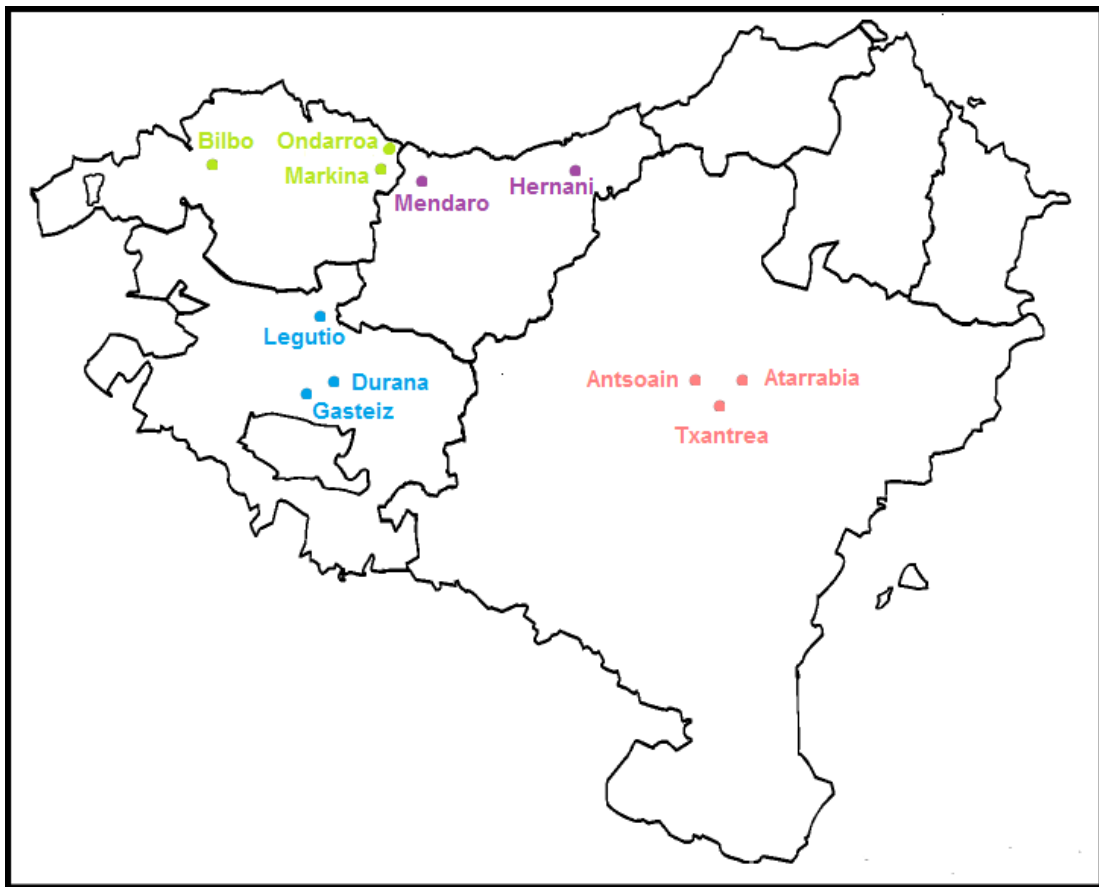 Bilbo
Ondarroa
Markina
Mendaro
Hernani
Legutio
Durana
Gasteiz
Antsoain
Atarrabia
Txantrea